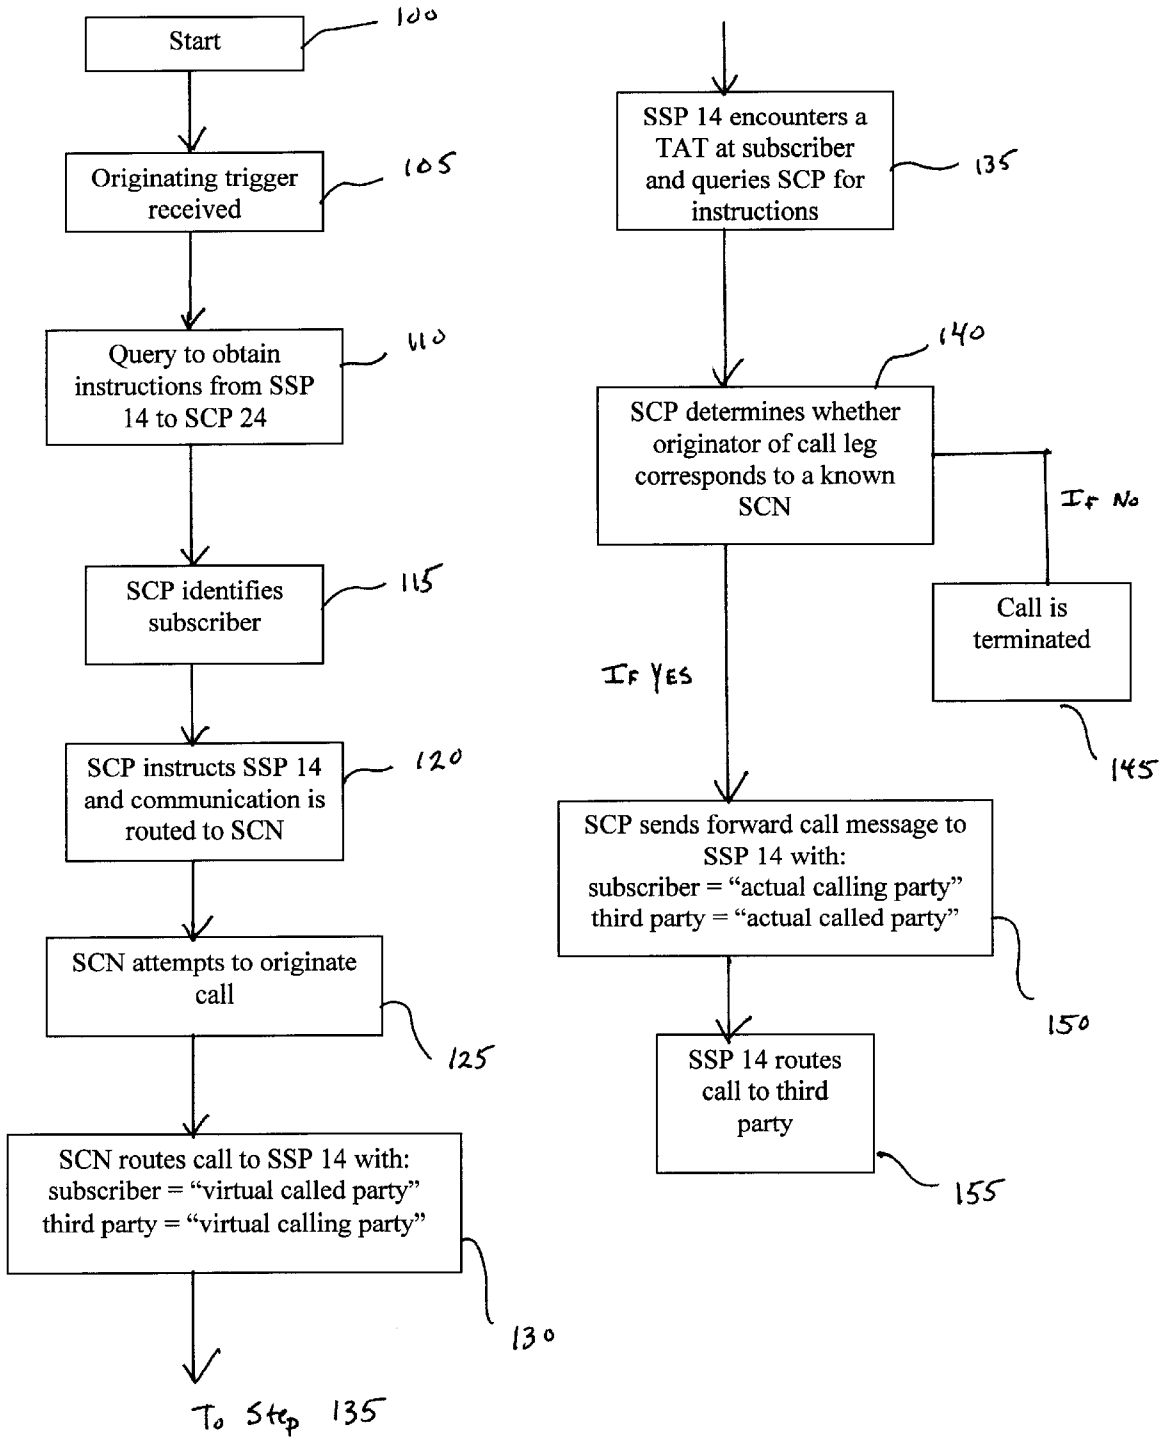 Start
100
Originating trigger
received
105
Query to obtain
instructions from SSP
14 to SCP 24
110
SCP identifies
subscriber
115
SCP instructs SSP 14
and communication is
routed to SCN
120
SCN attempts to originate
call
125
SCN routes call to SSP 14 with:
subscriber = “virtual called party”
third party = “virtual calling party”
130
To Step 135
SSP 14 encounters a
TAT at subscriber
and queries SCP for
instructions
135
SCP determines whether
originator of call leg
corresponds to a known
SCN
140
If No
Call is
terminated
145
If YES
SCP sends forward call message to
SSP 14 with:
subscriber = “actual calling party”
third party = “actual called party”
150
SSP 14 routes
call to third
party
155